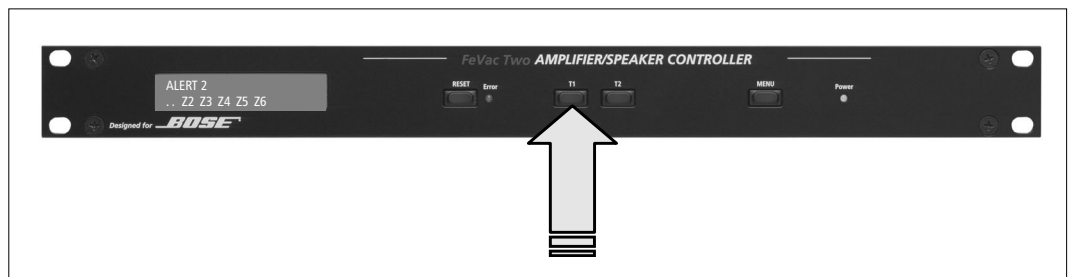 FeVac Two AMPLIFIER/SPEAKER CONTROLLER
ALERT 2
. . Z2 Z3 Z4 Z5 Z6
RESET Error T1 T2 MENU Power
Designed for BOSE